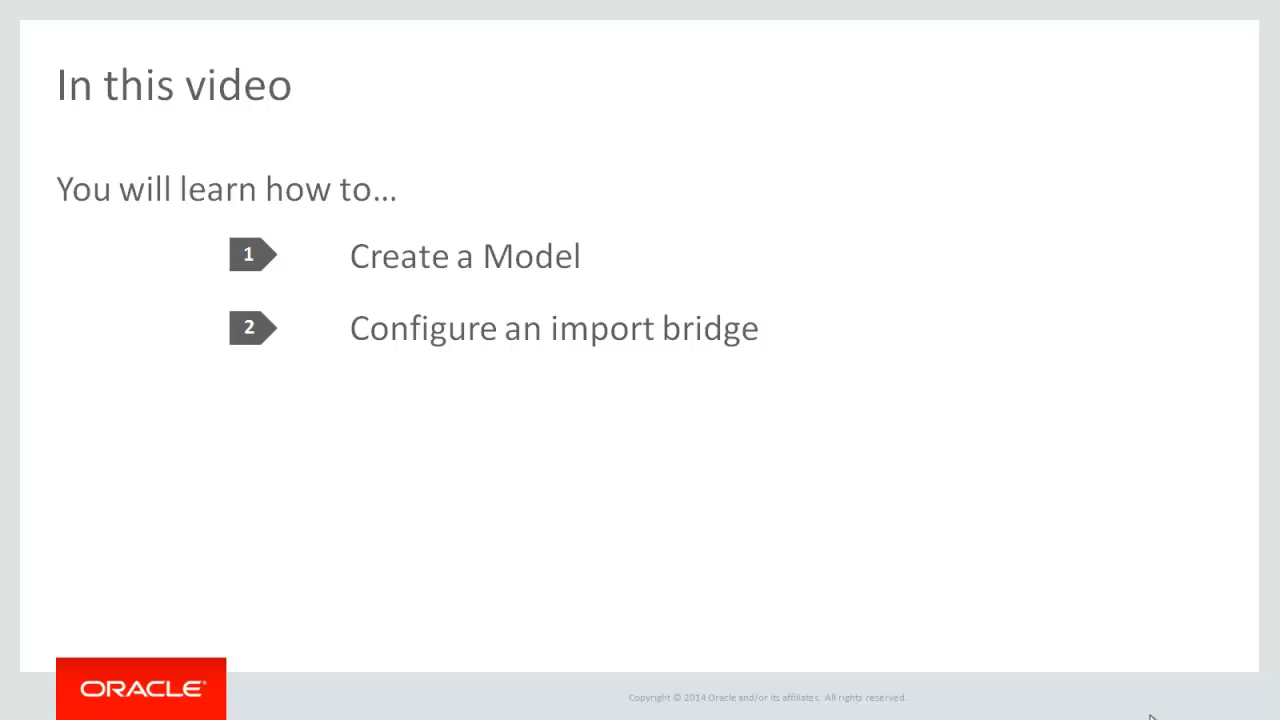 In this video
You will learn how to...
1 Create a Model
2 Configure an import bridge
ORACLE®
Copyright © 2014 Oracle and/or its affiliates. All rights reserved.